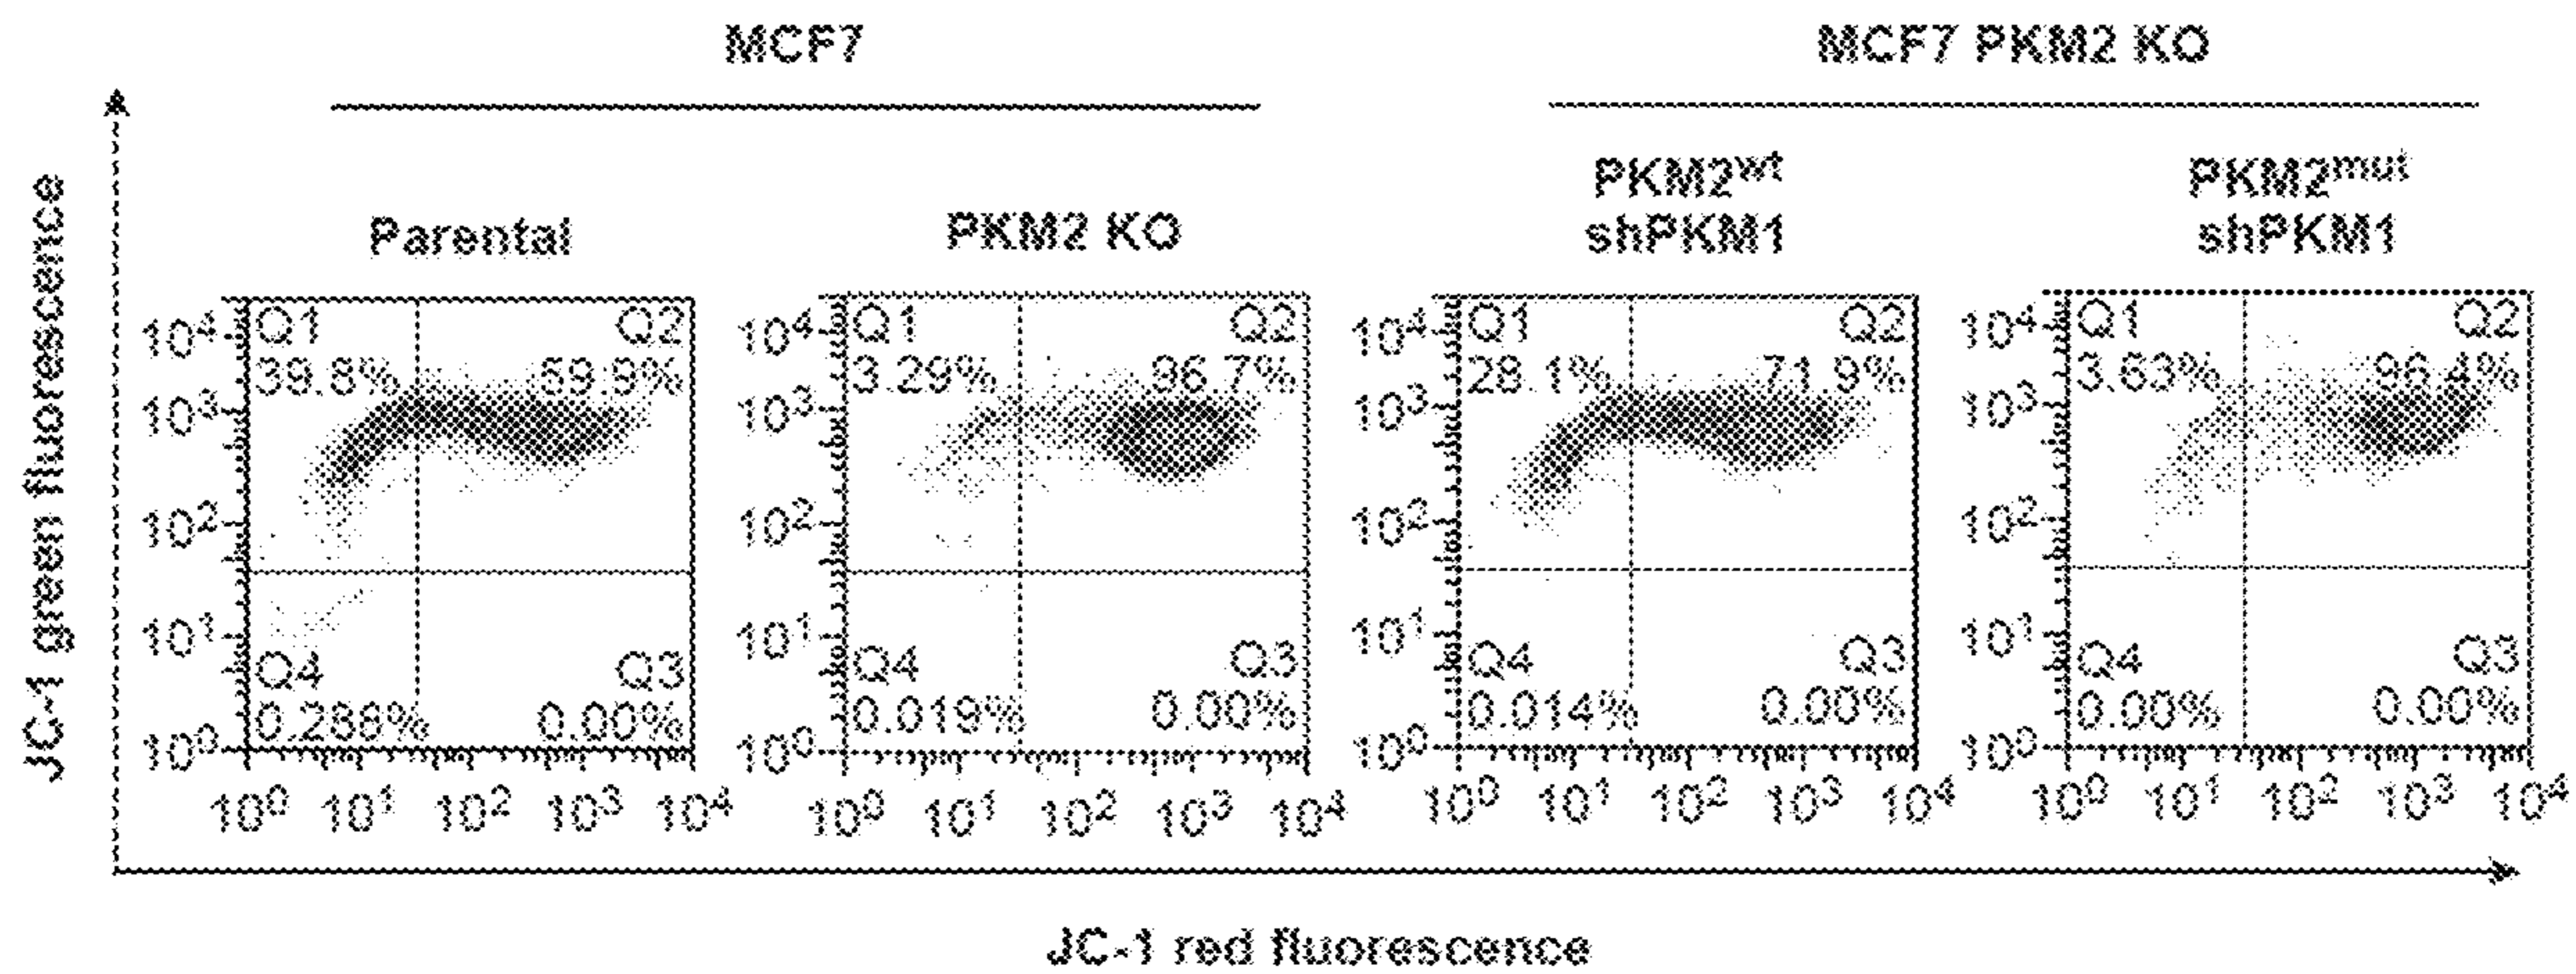 MCF7
MCF7 PKM2 KO
JC-1 green fluorescence
Parental
PKM2 KO
PKM2wt
shPKM1
PKM2mut
shPKM1
Q1 Q2
39.8% 59.9%
Q4 Q3
0.288% 0.00%
10⁴
10³
10²
10¹
10⁰
10⁰ 10¹ 10² 10³ 10⁴
Q1 Q2
3.29% 96.7%
Q4 Q3
0.019% 0.00%
10⁴
10³
10²
10¹
10⁰
10⁰ 10¹ 10² 10³ 10⁴
Q1 Q2
28.1% 71.9%
Q4 Q3
0.014% 0.00%
10⁴
10³
10²
10¹
10⁰
10⁰ 10¹ 10² 10³ 10⁴
Q1 Q2
3.63% 96.4%
Q4 Q3
0.00% 0.00%
10⁴
10³
10²
10¹
10⁰
10⁰ 10¹ 10² 10³ 10⁴
JC-1 red fluorescence